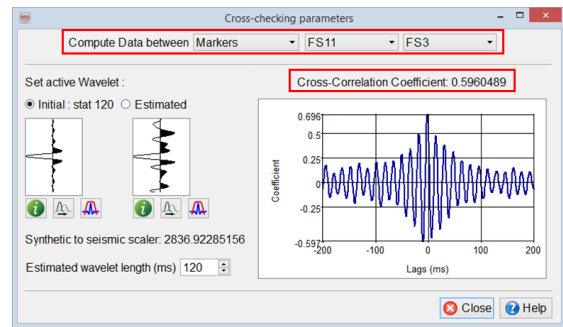 Cross-checking parameters
Compute Data between Markers FS11 FS3
Set active Wavelet :
Cross-Correlation Coefficient: 0.5960489
Initial : stat 120 Estimated
0.696
0.5
0.25
0
-0.25
-0.597
Coefficient
-200 -100 0 100 200
Lags (ms)
Synthetic to seismic scaler: 2836.92285156
Estimated wavelet length (ms) 120
Close Help